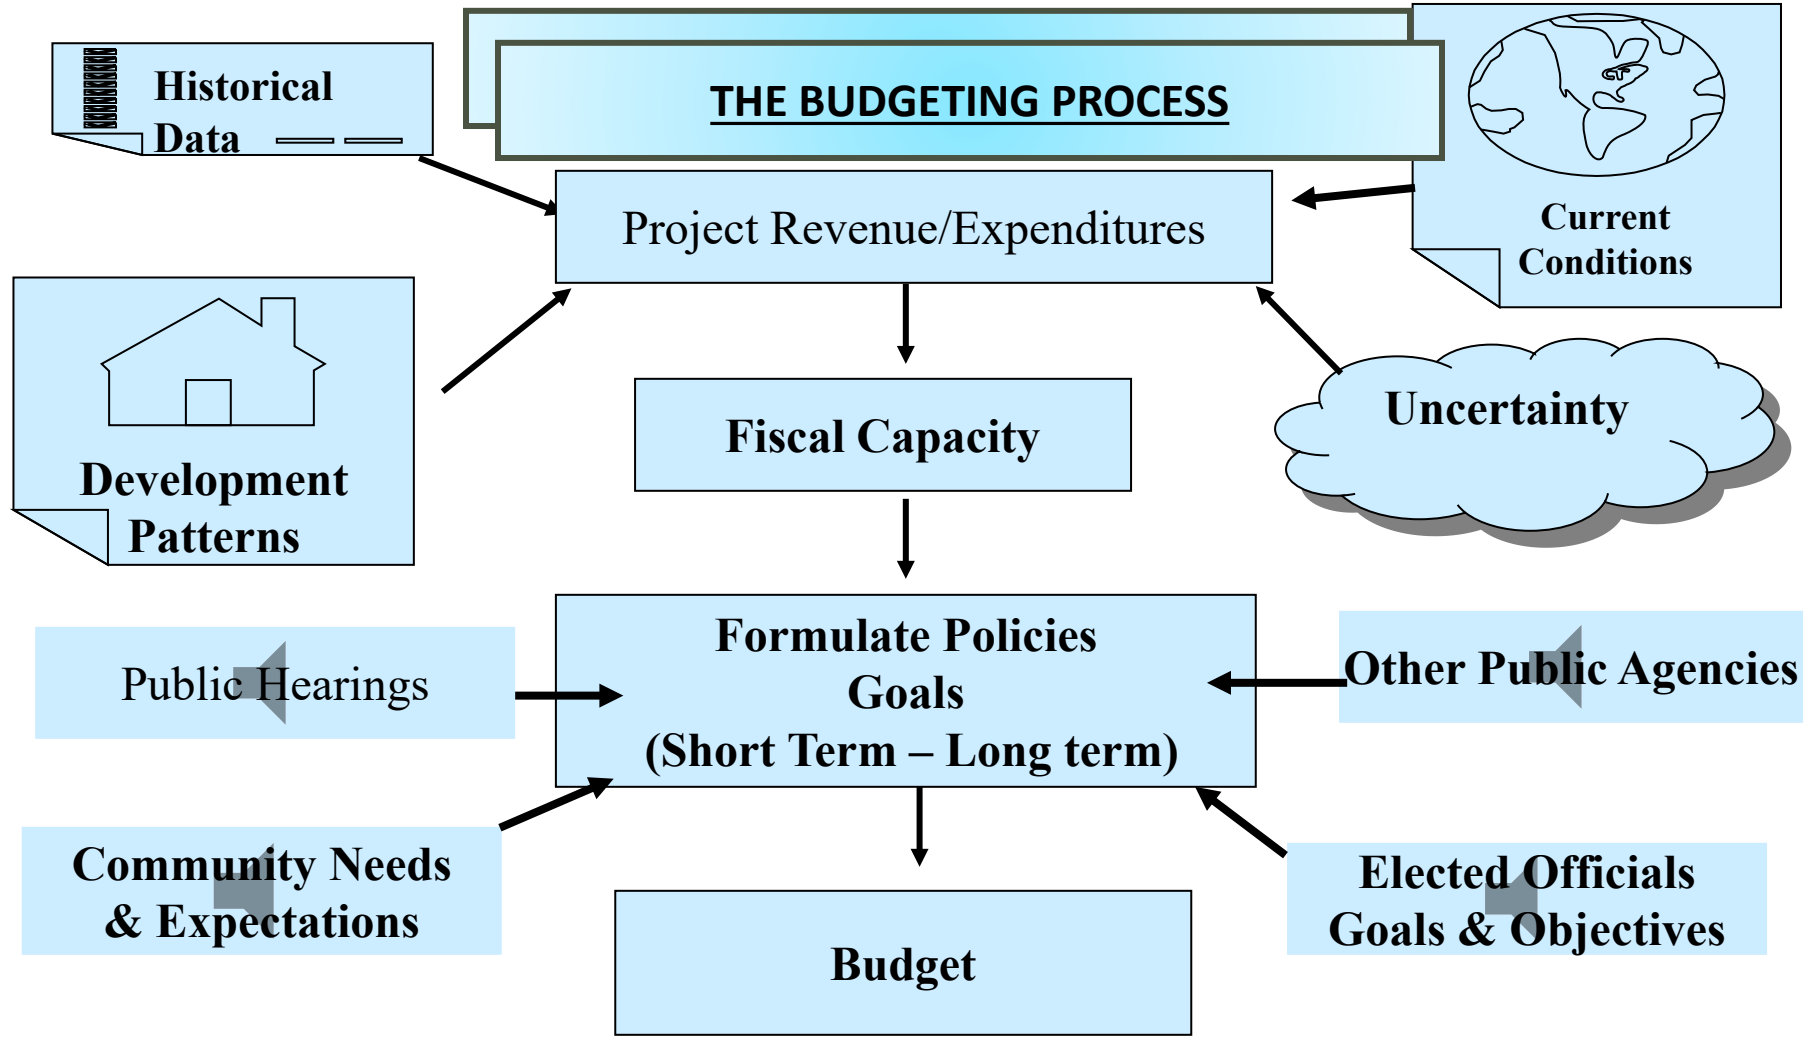 THE BUDGETING PROCESS
Historical
Data
Current
Conditions
Project Revenue/Expenditures
Development
Patterns
Uncertainty
Fiscal Capacity
Formulate Policies
Goals
(Short Term – Long term)
Public Hearings
Other Public Agencies
Community Needs
& Expectations
Elected Officials
Goals & Objectives
Budget